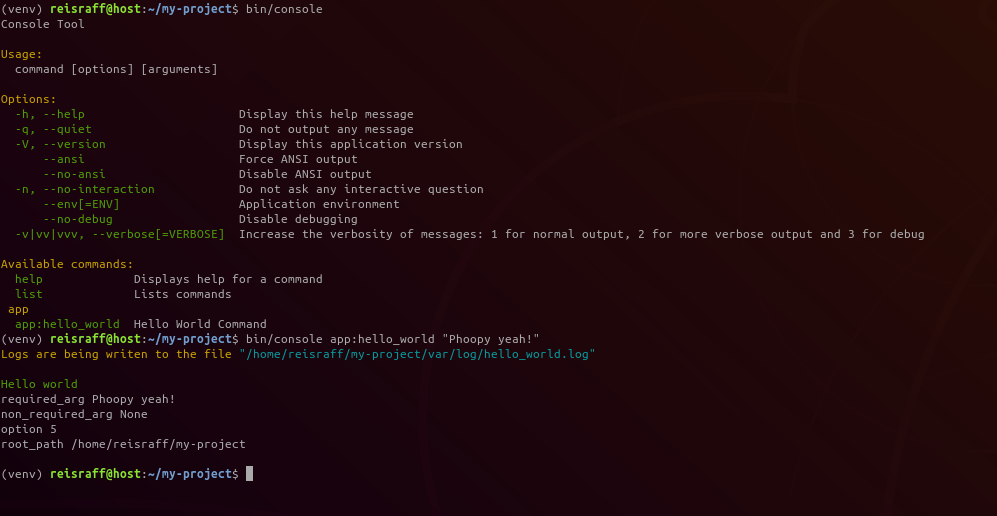 (venv) reisraff@host:~/my-project$ bin/console
Console Tool
Usage:
  command [options] [arguments]
Options:
  -h, --help                      Display this help message
  -q, --quiet                     Do not output any message
  -V, --version                   Display this application version
      --ansi                      Force ANSI output
      --no-ansi                   Disable ANSI output
  -n, --no-interaction            Do not ask any interactive question
      --env[=ENV]                 Application environment
      --no-debug                  Disable debugging
  -v|vv|vvv, --verbose[=VERBOSE]  Increase the verbosity of messages: 1 for normal output, 2 for more verbose output and 3 for debug
Available commands:
  help             Displays help for a command
  list             Lists commands
 app
  app:hello_world  Hello World Command
(venv) reisraff@host:~/my-project$ bin/console app:hello_world "Phoopy yeah!"
Logs are being writen to the file "/home/reisraff/my-project/var/log/hello_world.log"
Hello world
required_arg Phoopy yeah!
non_required_arg None
option 5
root_path /home/reisraff/my-project
(venv) reisraff@host:~/my-project$